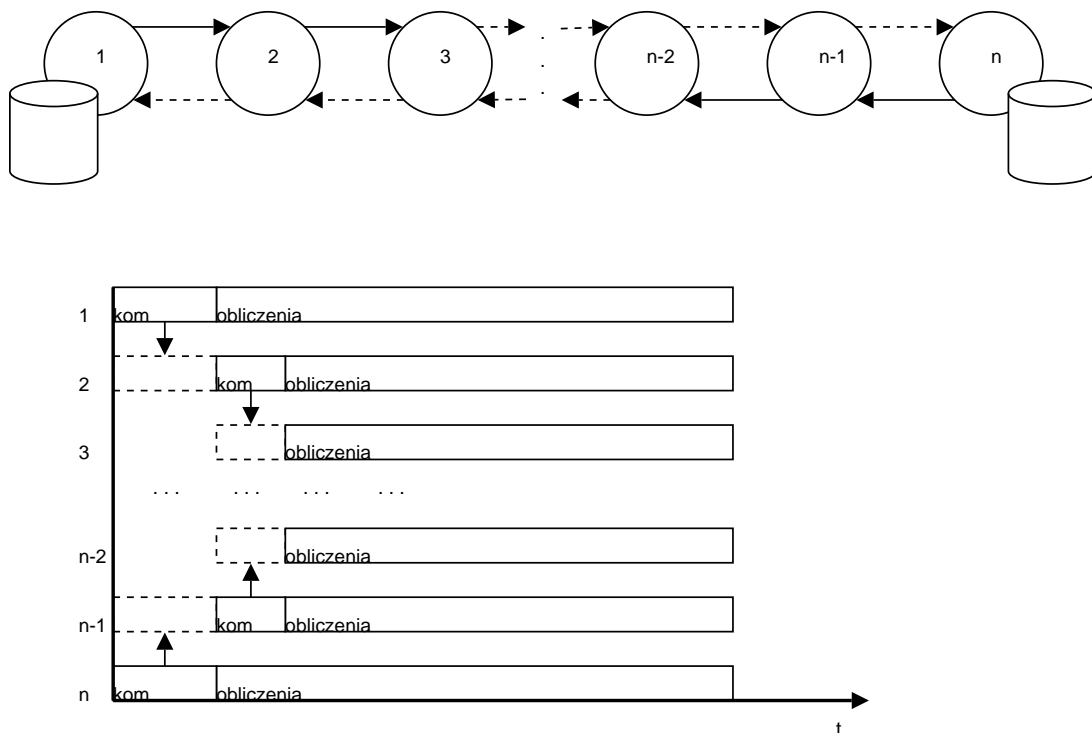 1 2 3 . . . n-2 n-1 n
1 kom obliczenia
2 kom obliczenia
3 obliczenia
. . . . . . . . . . . .
n-2 obliczenia
n-1 kom obliczenia
n kom obliczenia
t